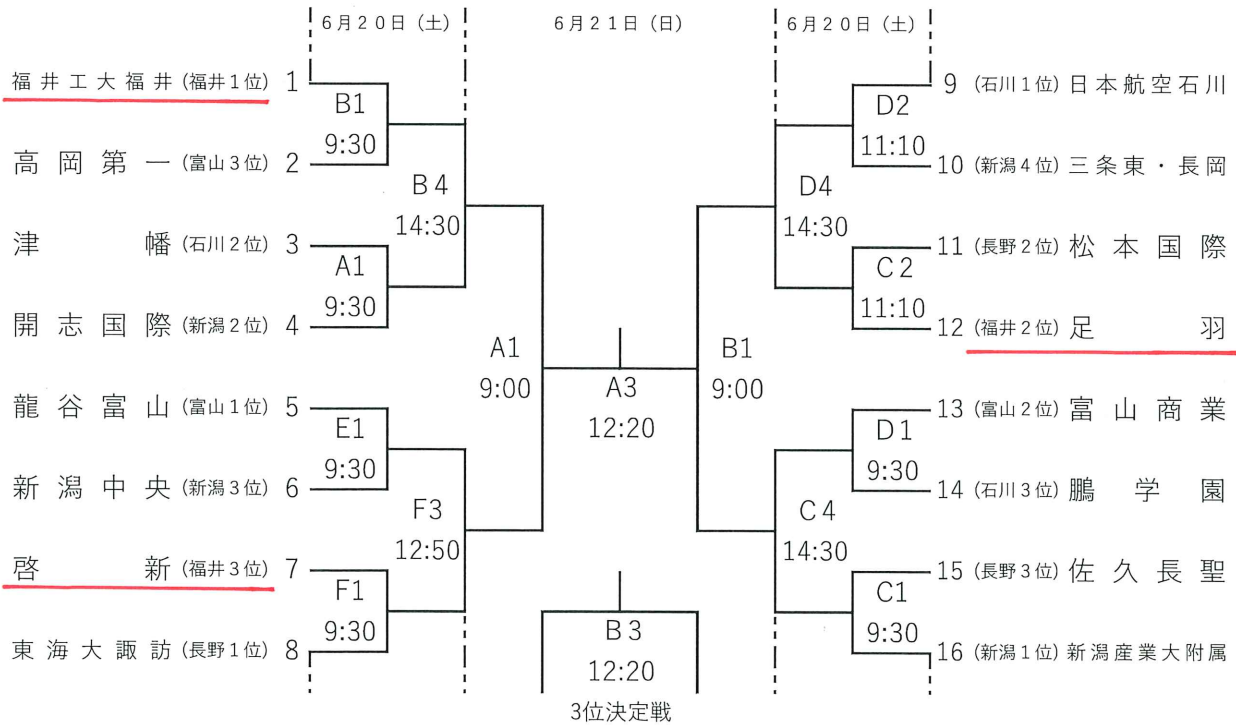 6月20日（土） 6月21日（日） 6月20日（土）
福井工大福井 (福井1位) 1
B1
9:30
高岡第一 (富山3位) 2
B4
14:30
津幡 (石川2位) 3
A1
9:30
開志国際 (新潟2位) 4
A1
9:00
龍谷富山 (富山1位) 5
E1
9:30
新潟中央 (新潟3位) 6
F3
12:50
啓新 (福井3位) 7
F1
9:30
東海大諏訪 (長野1位) 8
A3
12:20
B3
12:20
3位決定戦
9 (石川1位) 日本航空石川
D2
11:10
10 (新潟4位) 三条東・長岡
D4
14:30
11 (長野2位) 松本国際
C2
11:10
12 (福井2位) 足羽
B1
9:00
13 (富山2位) 富山商業
D1
9:30
14 (石川3位) 鵬学園
C4
14:30
15 (長野3位) 佐久長聖
C1
9:30
16 (新潟1位) 新潟産業大附属